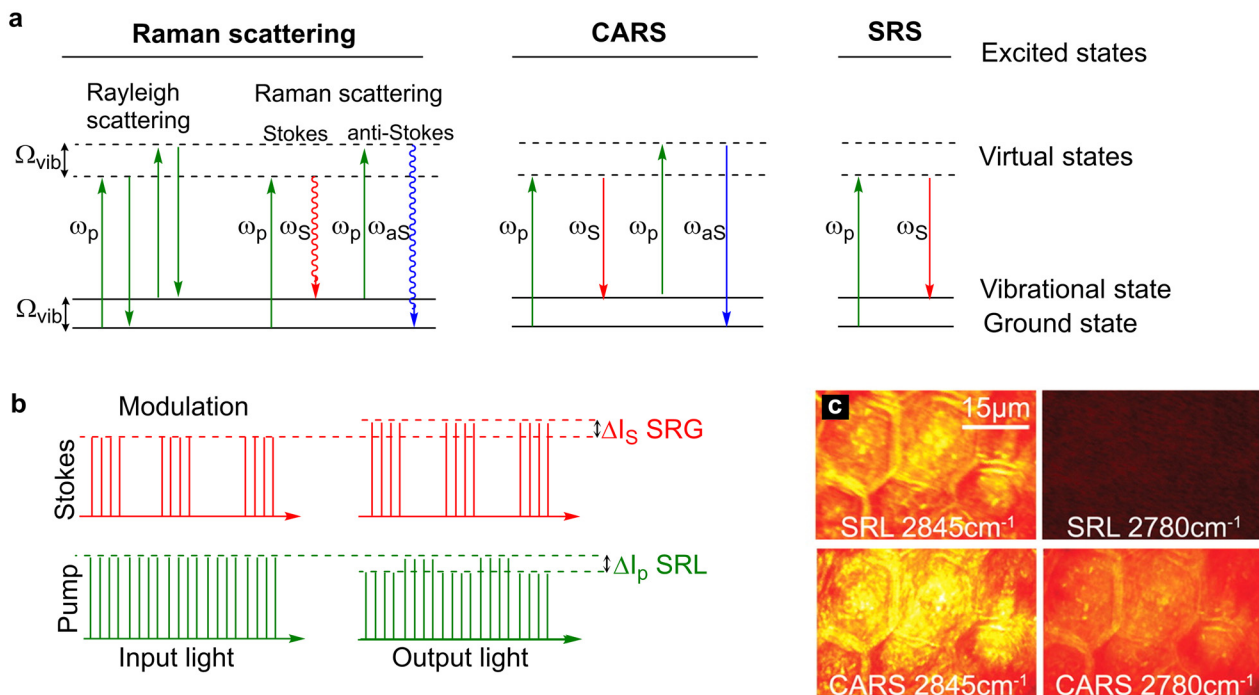 a
Raman scattering
CARS
SRS
Excited states
Rayleigh
scattering
Raman scattering
Stokes
anti-Stokes
Ωvib
Virtual states
ωp
ωS
ωp
ωaS
ωp
ωS
ωp
ωaS
ωp
ωS
Ωvib
Vibrational state
Ground state
b
Modulation
Stokes
ΔIS SRG
Pump
ΔIp SRL
Input light
Output light
c
15μm
SRL 2845cm⁻¹
SRL 2780cm⁻¹
CARS 2845cm⁻¹
CARS 2780cm⁻¹